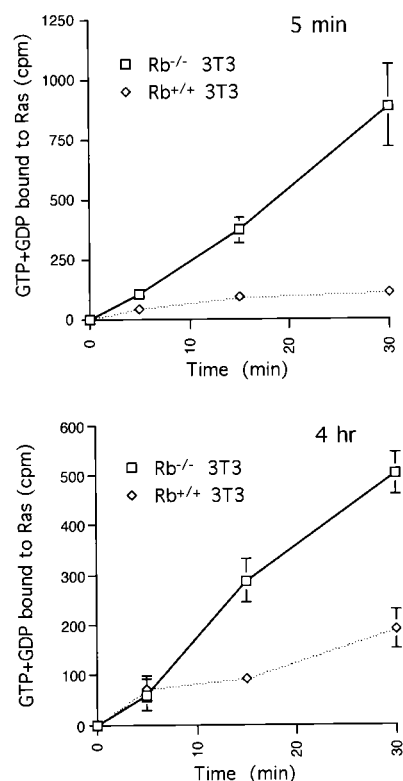 5 min
GTP+GDP bound to Ras (cpm)
1250
1000
750
500
250
0
Rb-/- 3T3
Rb+/+ 3T3
0
10
20
30
Time (min)
4 hr
GTP+GDP bound to Ras (cpm)
600
500
400
300
200
100
0
Rb-/- 3T3
Rb+/+ 3T3
0
10
20
30
Time (min)